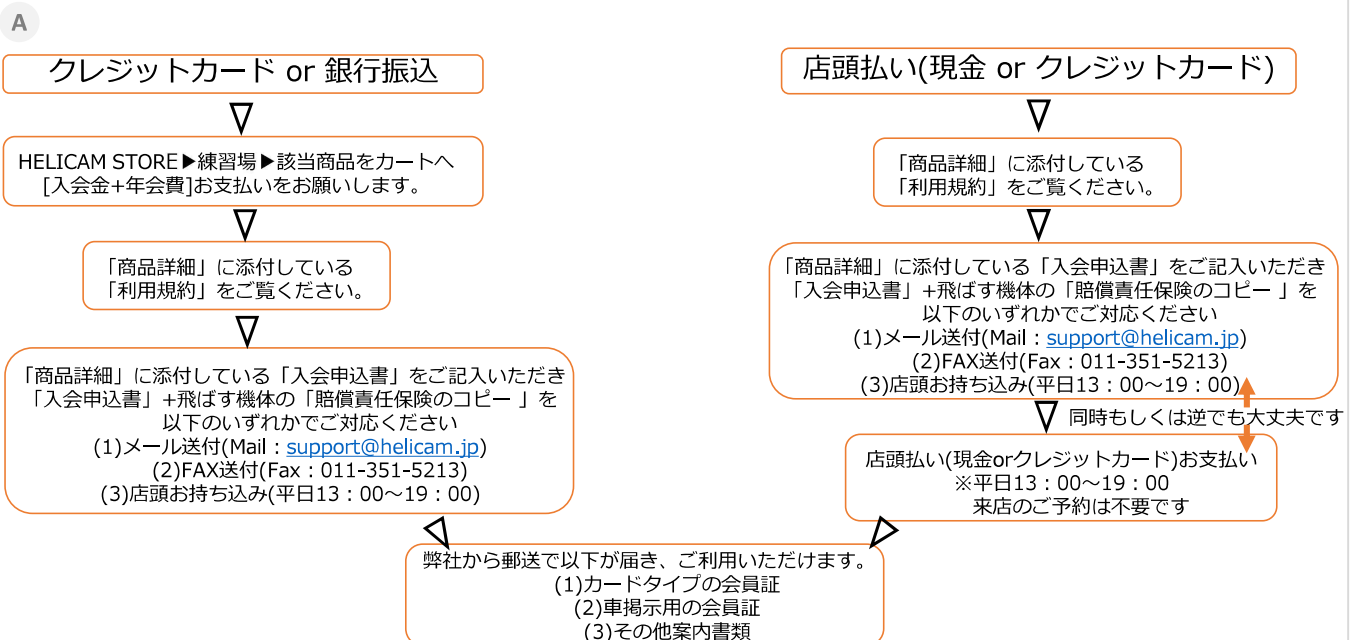 A
クレジットカード or 銀行振込
HELICAM STORE▶練習場▶該当商品をカートへ
[入会金+年会費]お支払いをお願いします。
「商品詳細」に添付している
「利用規約」をご覧ください。
「商品詳細」に添付している「入会申込書」をご記入いただき
「入会申込書」+飛ばす機体の「賠償責任保険のコピー 」を
以下のいずれかでご対応ください
(1)メール送付(Mail：support@helicam.jp)
(2)FAX送付(Fax：011-351-5213)
(3)店頭お持ち込み(平日13：00～19：00)
店頭払い(現金 or クレジットカード)
「商品詳細」に添付している
「利用規約」をご覧ください。
「商品詳細」に添付している「入会申込書」をご記入いただき
「入会申込書」+飛ばす機体の「賠償責任保険のコピー 」を
以下のいずれかでご対応ください
(1)メール送付(Mail：support@helicam.jp)
(2)FAX送付(Fax：011-351-5213)
(3)店頭お持ち込み(平日13：00～19：00)
同時もしくは逆でも大丈夫です
店頭払い(現金orクレジットカード)お支払い
※平日13：00～19：00
来店のご予約は不要です
弊社から郵送で以下が届き、ご利用いただけます。
(1)カードタイプの会員証
(2)車掲示用の会員証
(3)その他案内書類